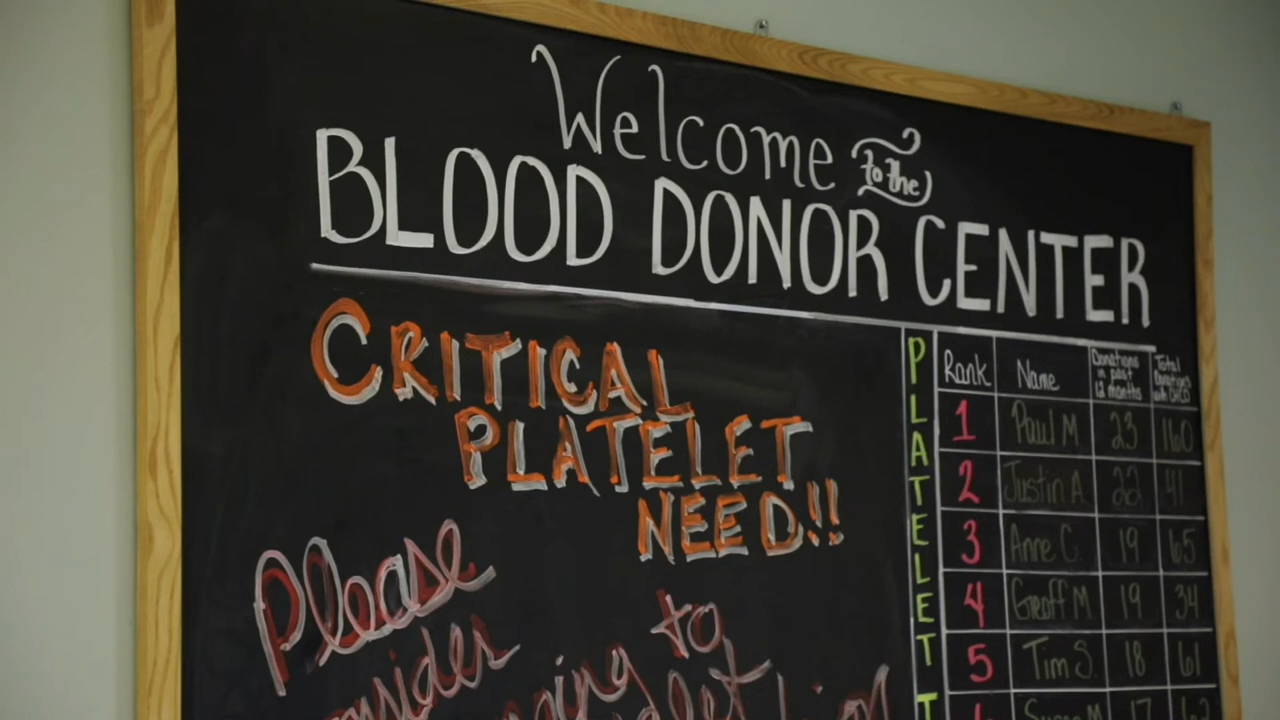 Welcome to the
BLOOD DONOR CENTER
CRITICAL
PLATELET
NEED!!
Please
to
PLATELET
Rank Name Donations in past 12 months Total Donations
1 Paul M. 23 160
2 Justin A. 22 41
3 Anne C. 19 65
4 Geoff M. 19 34
5 Tim S. 18 61